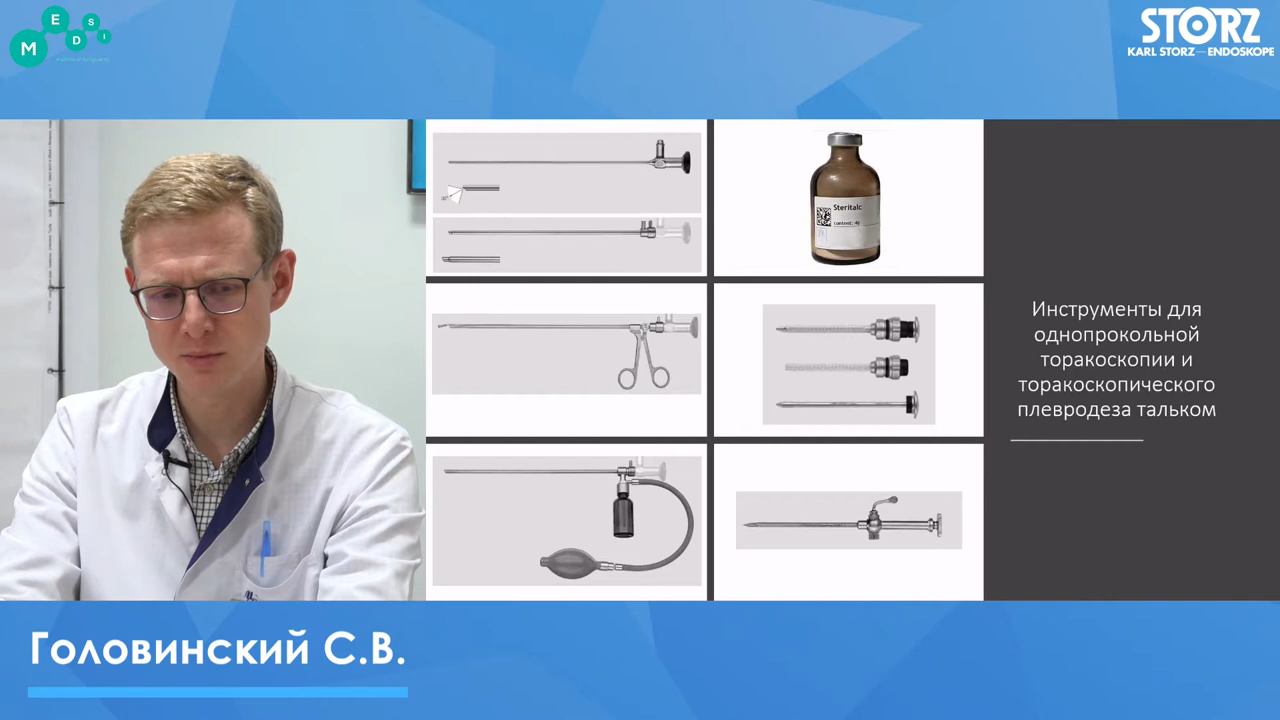 M E D S I
STORZ
KARL STORZ—ENDOSKOPE
Steritalc
Инструменты для
однопрокольной
торакоскопии и
торакоскопического
плевродеза тальком
Головинский С.В.